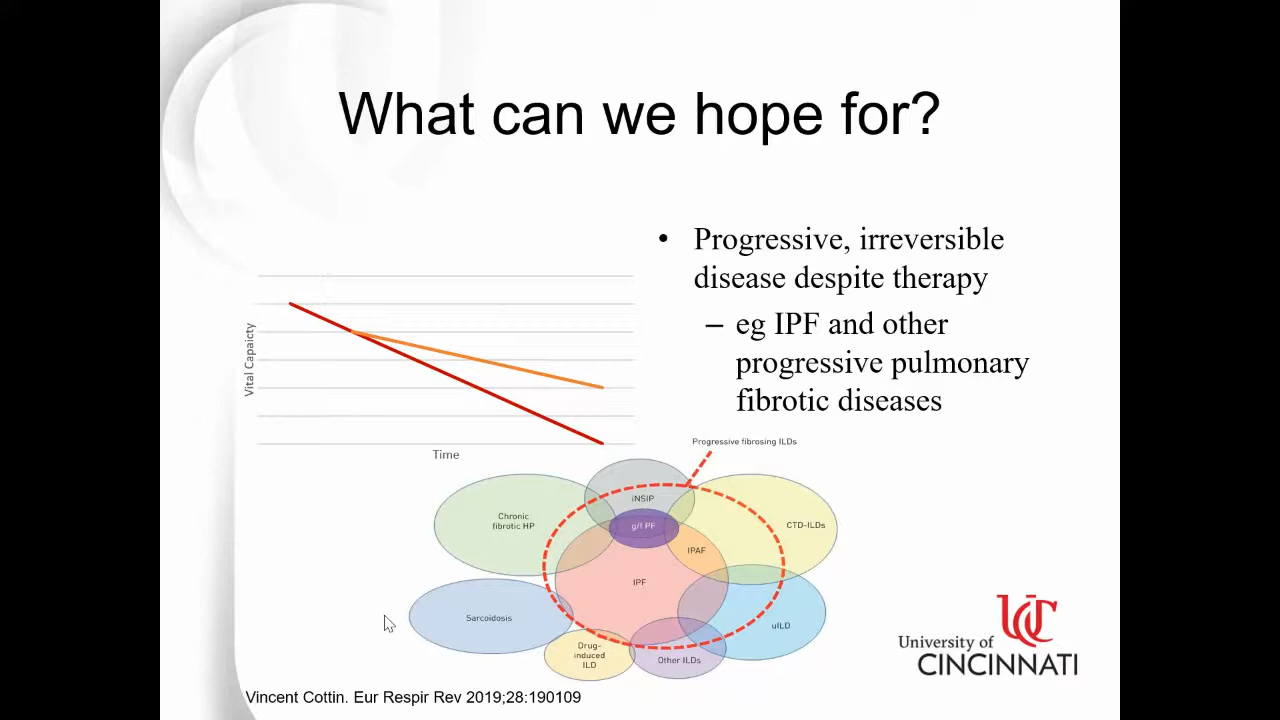 What can we hope for?
• Progressive, irreversible
disease despite therapy
– eg IPF and other
progressive pulmonary
fibrotic diseases
Vital Capaicty
Time
Progressive fibrosing ILDs
iNSIP
Chronic
fibrotic HP
g/I PF
CTD-ILDs
IPAF
IPF
Sarcoidosis
uILD
Drug-
induced
ILD
Other ILDs
UC
University of
CINCINNATI
Vincent Cottin. Eur Respir Rev 2019;28:190109